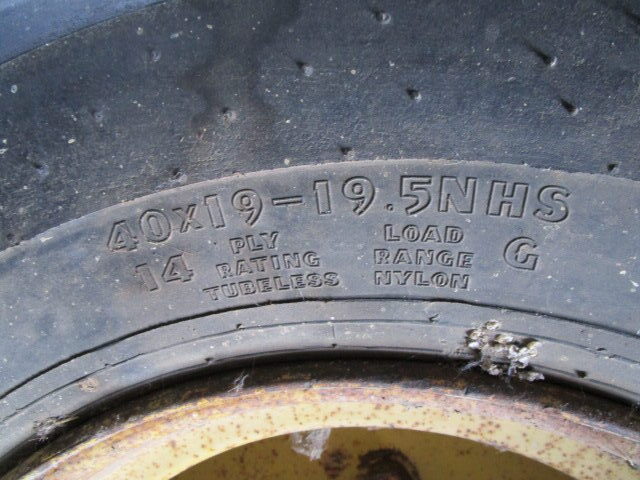 40x19-19.5NHS
14 PLY RATING TUBELESS
LOAD RANGE NYLON G